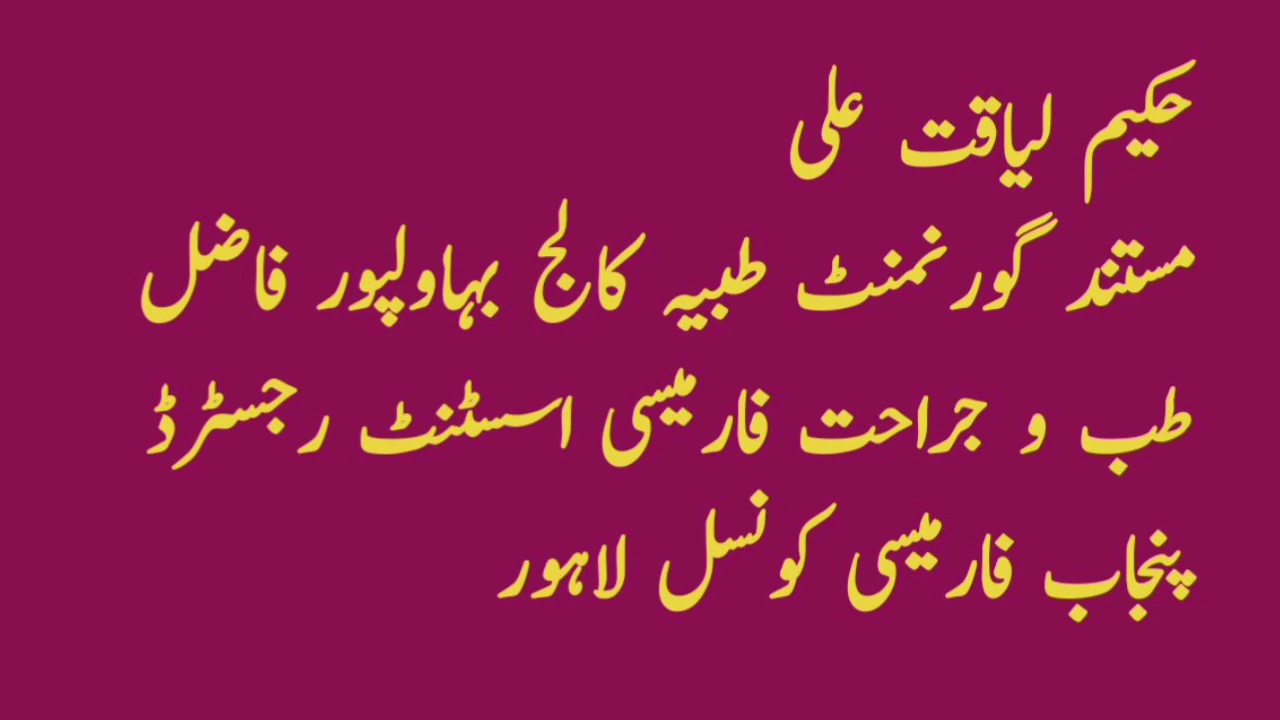 حکیم لیاقت علی
مستند گورنمنٹ طبیہ کالج بہاولپور فاضل
طب و جراحت فارمیسی اسسٹنٹ رجسٹرڈ
پنجاب فارمیسی کونسل لاہور